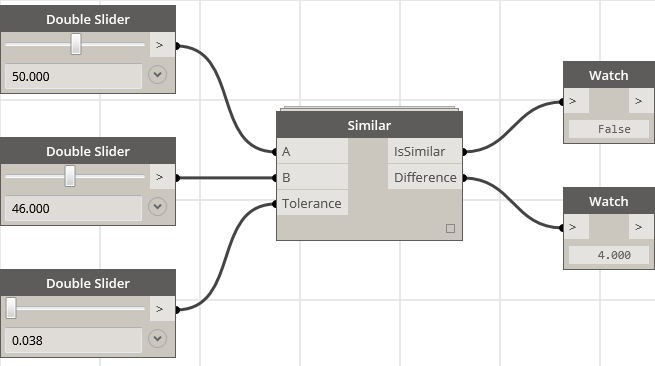 Double Slider
>
50.000
Double Slider
>
46.000
Double Slider
>
0.038
Similar
A
IsSimilar
B
Difference
Tolerance
Watch
> >
False
Watch
> >
4.000